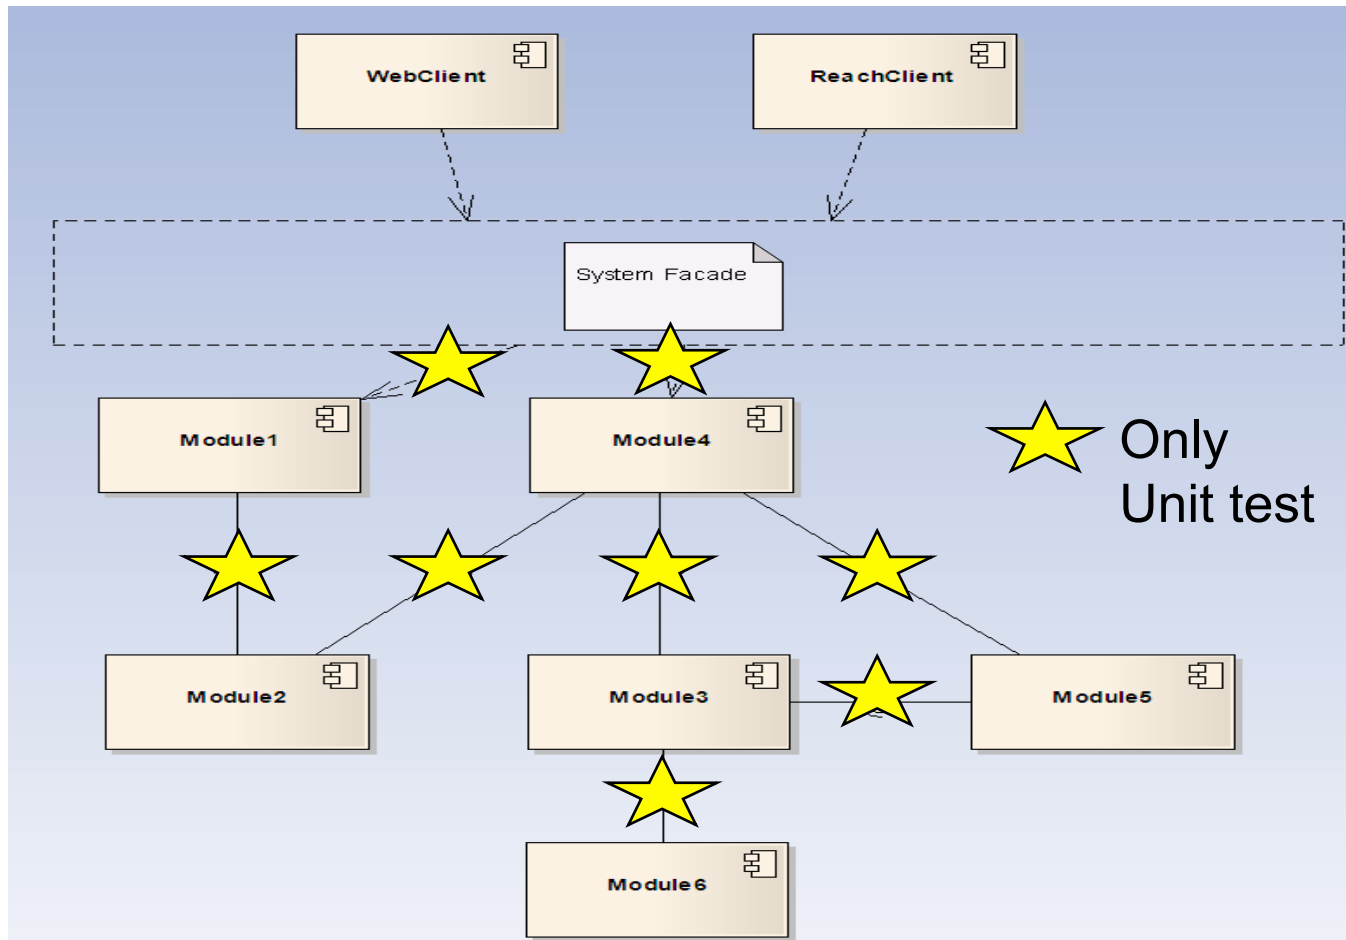 WebClient
ReachClient
System Facade
Module1
Module4
Only
Unit test
Module2
Module3
Module5
Module6